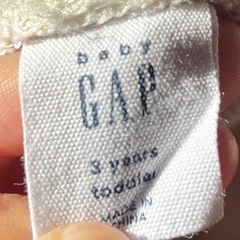 baby
GAP
3 years
toddler
MADE IN
CHINA